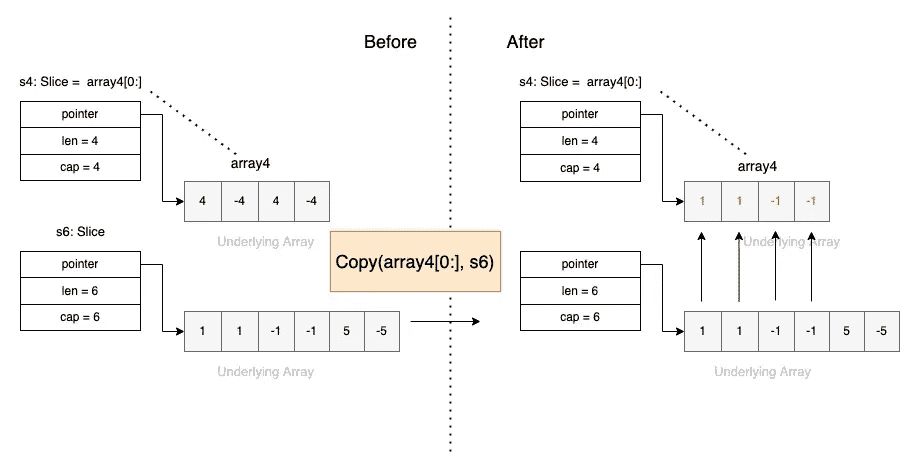 Before
After
s4: Slice = array4[0:]
pointer
len = 4
cap = 4
array4
4 -4 4 -4
Underlying Array
s6: Slice
pointer
len = 6
cap = 6
1 1 -1 -1 5 -5
Underlying Array
Copy(array4[0:], s6)
s4: Slice = array4[0:]
pointer
len = 4
cap = 4
array4
1 1 -1 -1
Underlying Array
pointer
len = 6
cap = 6
1 1 -1 -1 5 -5
Underlying Array